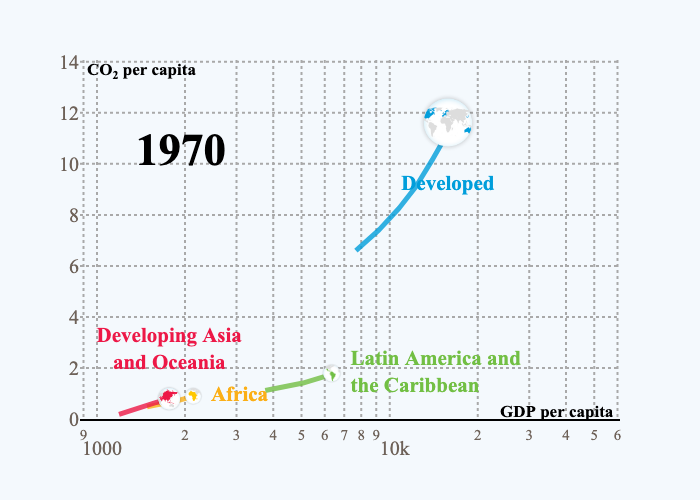 14
CO2 per capita
12
1970
10
Developed
8
6
4
Developing Asia
and Oceania
2
Latin America and
the Caribbean
Africa
0
GDP per capita
9 2 3 4 5 6 7 8 9 2 3 4 5 6
1000 10k